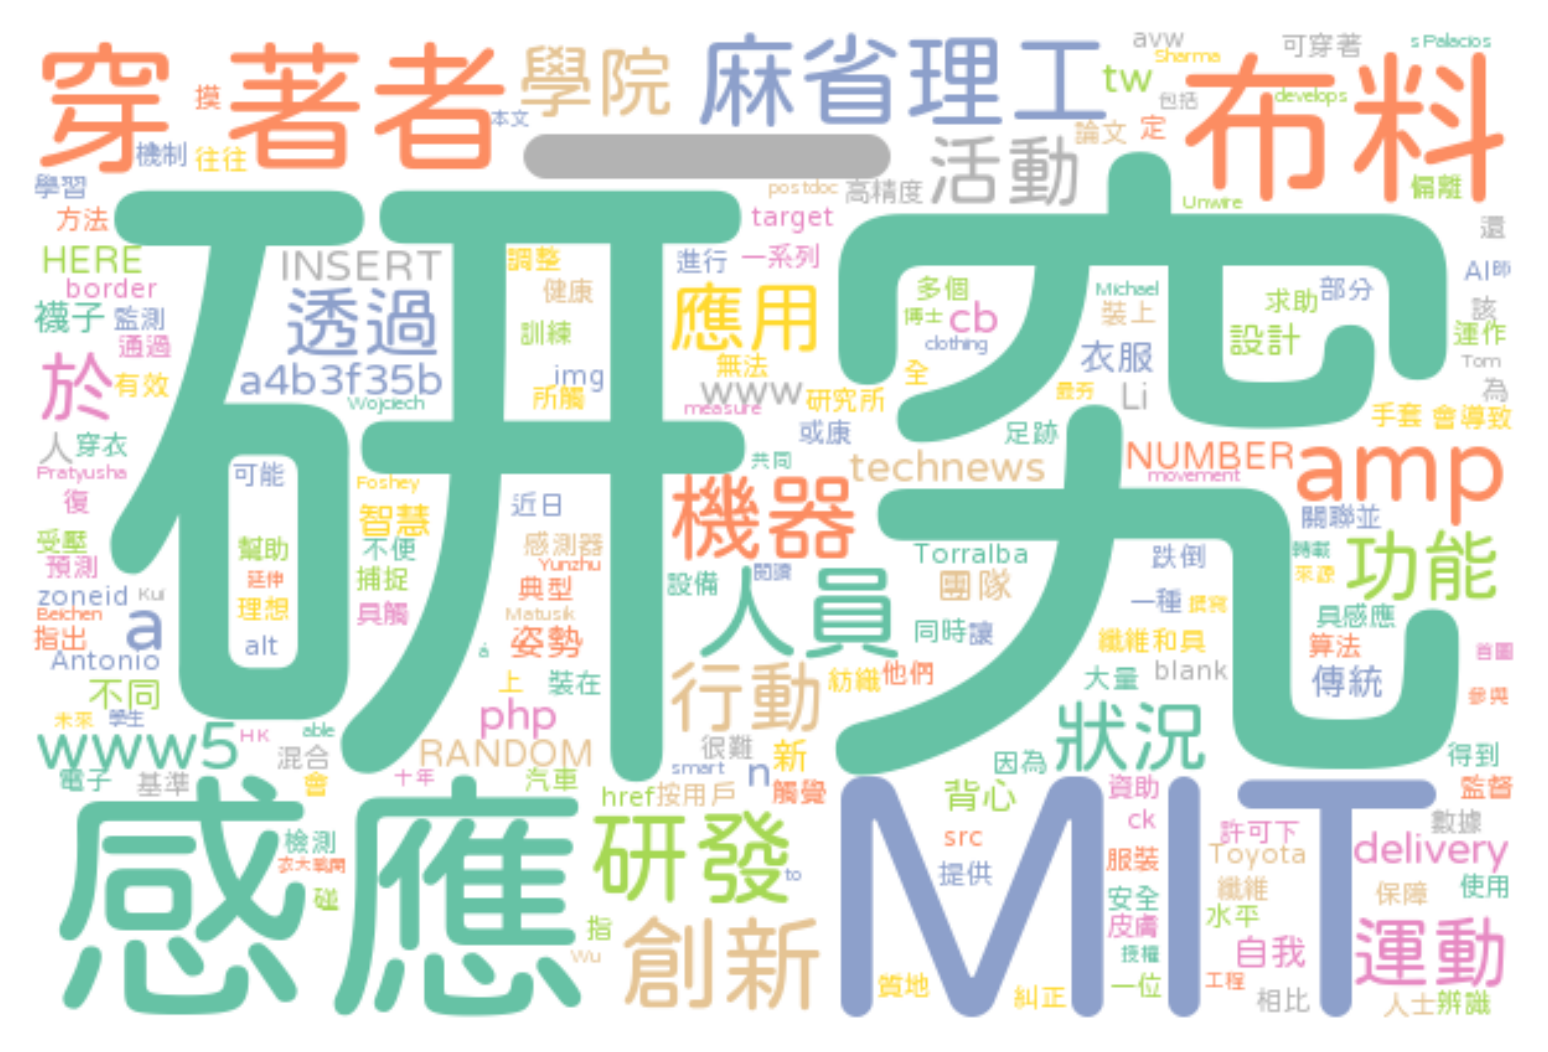 穿著者
摸
學院
本文
麻省理工
avw
Sharma
tw
可穿著
s Palacios
布料
develops
包括
論文
定
機制
往往
一
活動
學習
方法
postdoc
高精度
target
Unwire
偏離
還
研究
HERE
border
INSERT
調整
健康
進行
一系列
AI師
襪子
監測
通過
透過
訓練
應用
多個
博士
cb
clothing
Michael
裝上
求助
部分
設計
該
運作
於
有效
a4b3f35b
Wojciech
img
所觸
無法
www
measure
研究所
全
衣服
Li
最夯
Tom
為
手套
會導致
人
穿衣
Pratyusha
復
可能
Foshey
智慧
近日
或康
共同
足跡
technews
NUMBER
movement
amp
受壓
預測
幫助
延伸
理想
alt
不便
捕捉
具觸
感測器
Yunzhu
典型
Matusik
姿勢
機器
設備
閱讀
人員
Torralba
團隊
同時
讓
跌倒
一種
撰寫
關聯並
轉載
來源
功能
具感應
zoneid
Kui
Beichen
指出
a
Antonio
不同
á
上
裝在
行動
紡織
他們
纖維和具
大量
blank
算法
傳統
首圖
參與
未來
學生
www5
HK
able
混合
php
RANDOM
很難
smart
n
新
因為
狀況
得到
電子
基準
會
十年
汽車
href
按用戶
觸覺
背心
資助
監督
感應
檢測
碰
研發
to
MIT
src
提供
ck
服裝
許可下
Toyota
數據
delivery
纖維
保障
使用
指
Wu
創新
安全
皮膚
水平
授權
自我
運動
質地
糾正
一位
工程
相比
人士
辨識